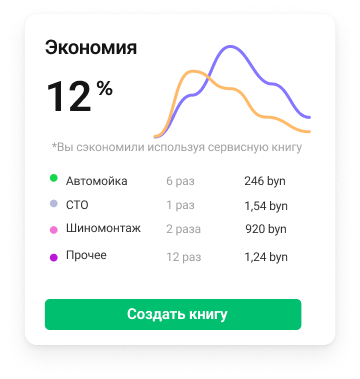 Экономия
12 %
*Вы сэкономили используя сервисную книгу
Автомойка 6 раз 246 byn
СТО 1 раз 1,54 byn
Шиномонтаж 2 раза 920 byn
Прочее 12 раз 1,24 byn
Создать книгу